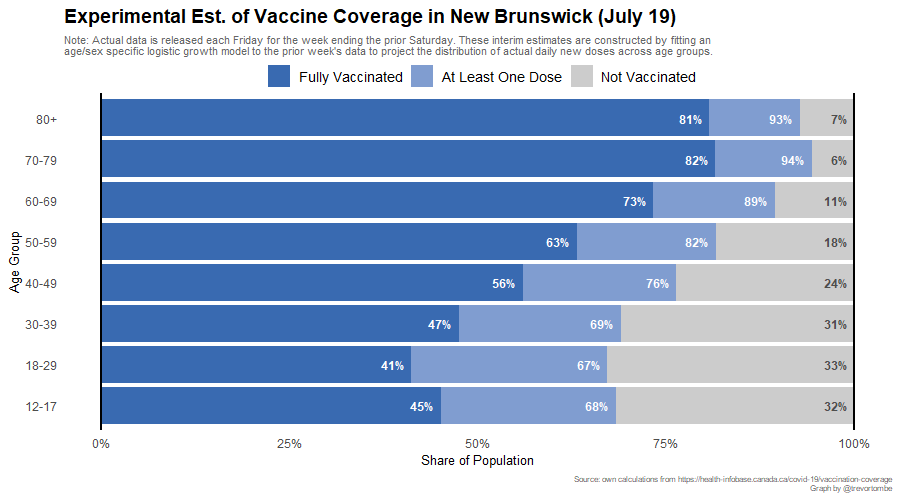 Experimental Est. of Vaccine Coverage in New Brunswick (July 19)
Note: Actual data is released each Friday for the week ending the prior Saturday. These interim estimates are constructed by fitting an
age/sex specific logistic growth model to the prior week's data to project the distribution of actual daily new doses across age groups.
Fully Vaccinated At Least One Dose Not Vaccinated
80+ 81% 93% 7%
70-79 82% 94% 6%
60-69 73% 89% 11%
50-59 63% 82% 18%
40-49 56% 76% 24%
30-39 47% 69% 31%
18-29 41% 67% 33%
12-17 45% 68% 32%
Age Group
0% 25% 50% 75% 100%
Share of Population
Source: own calculations from https://health-infobase.canada.ca/covid-19/vaccination-coverage
Graph by @trevortombe